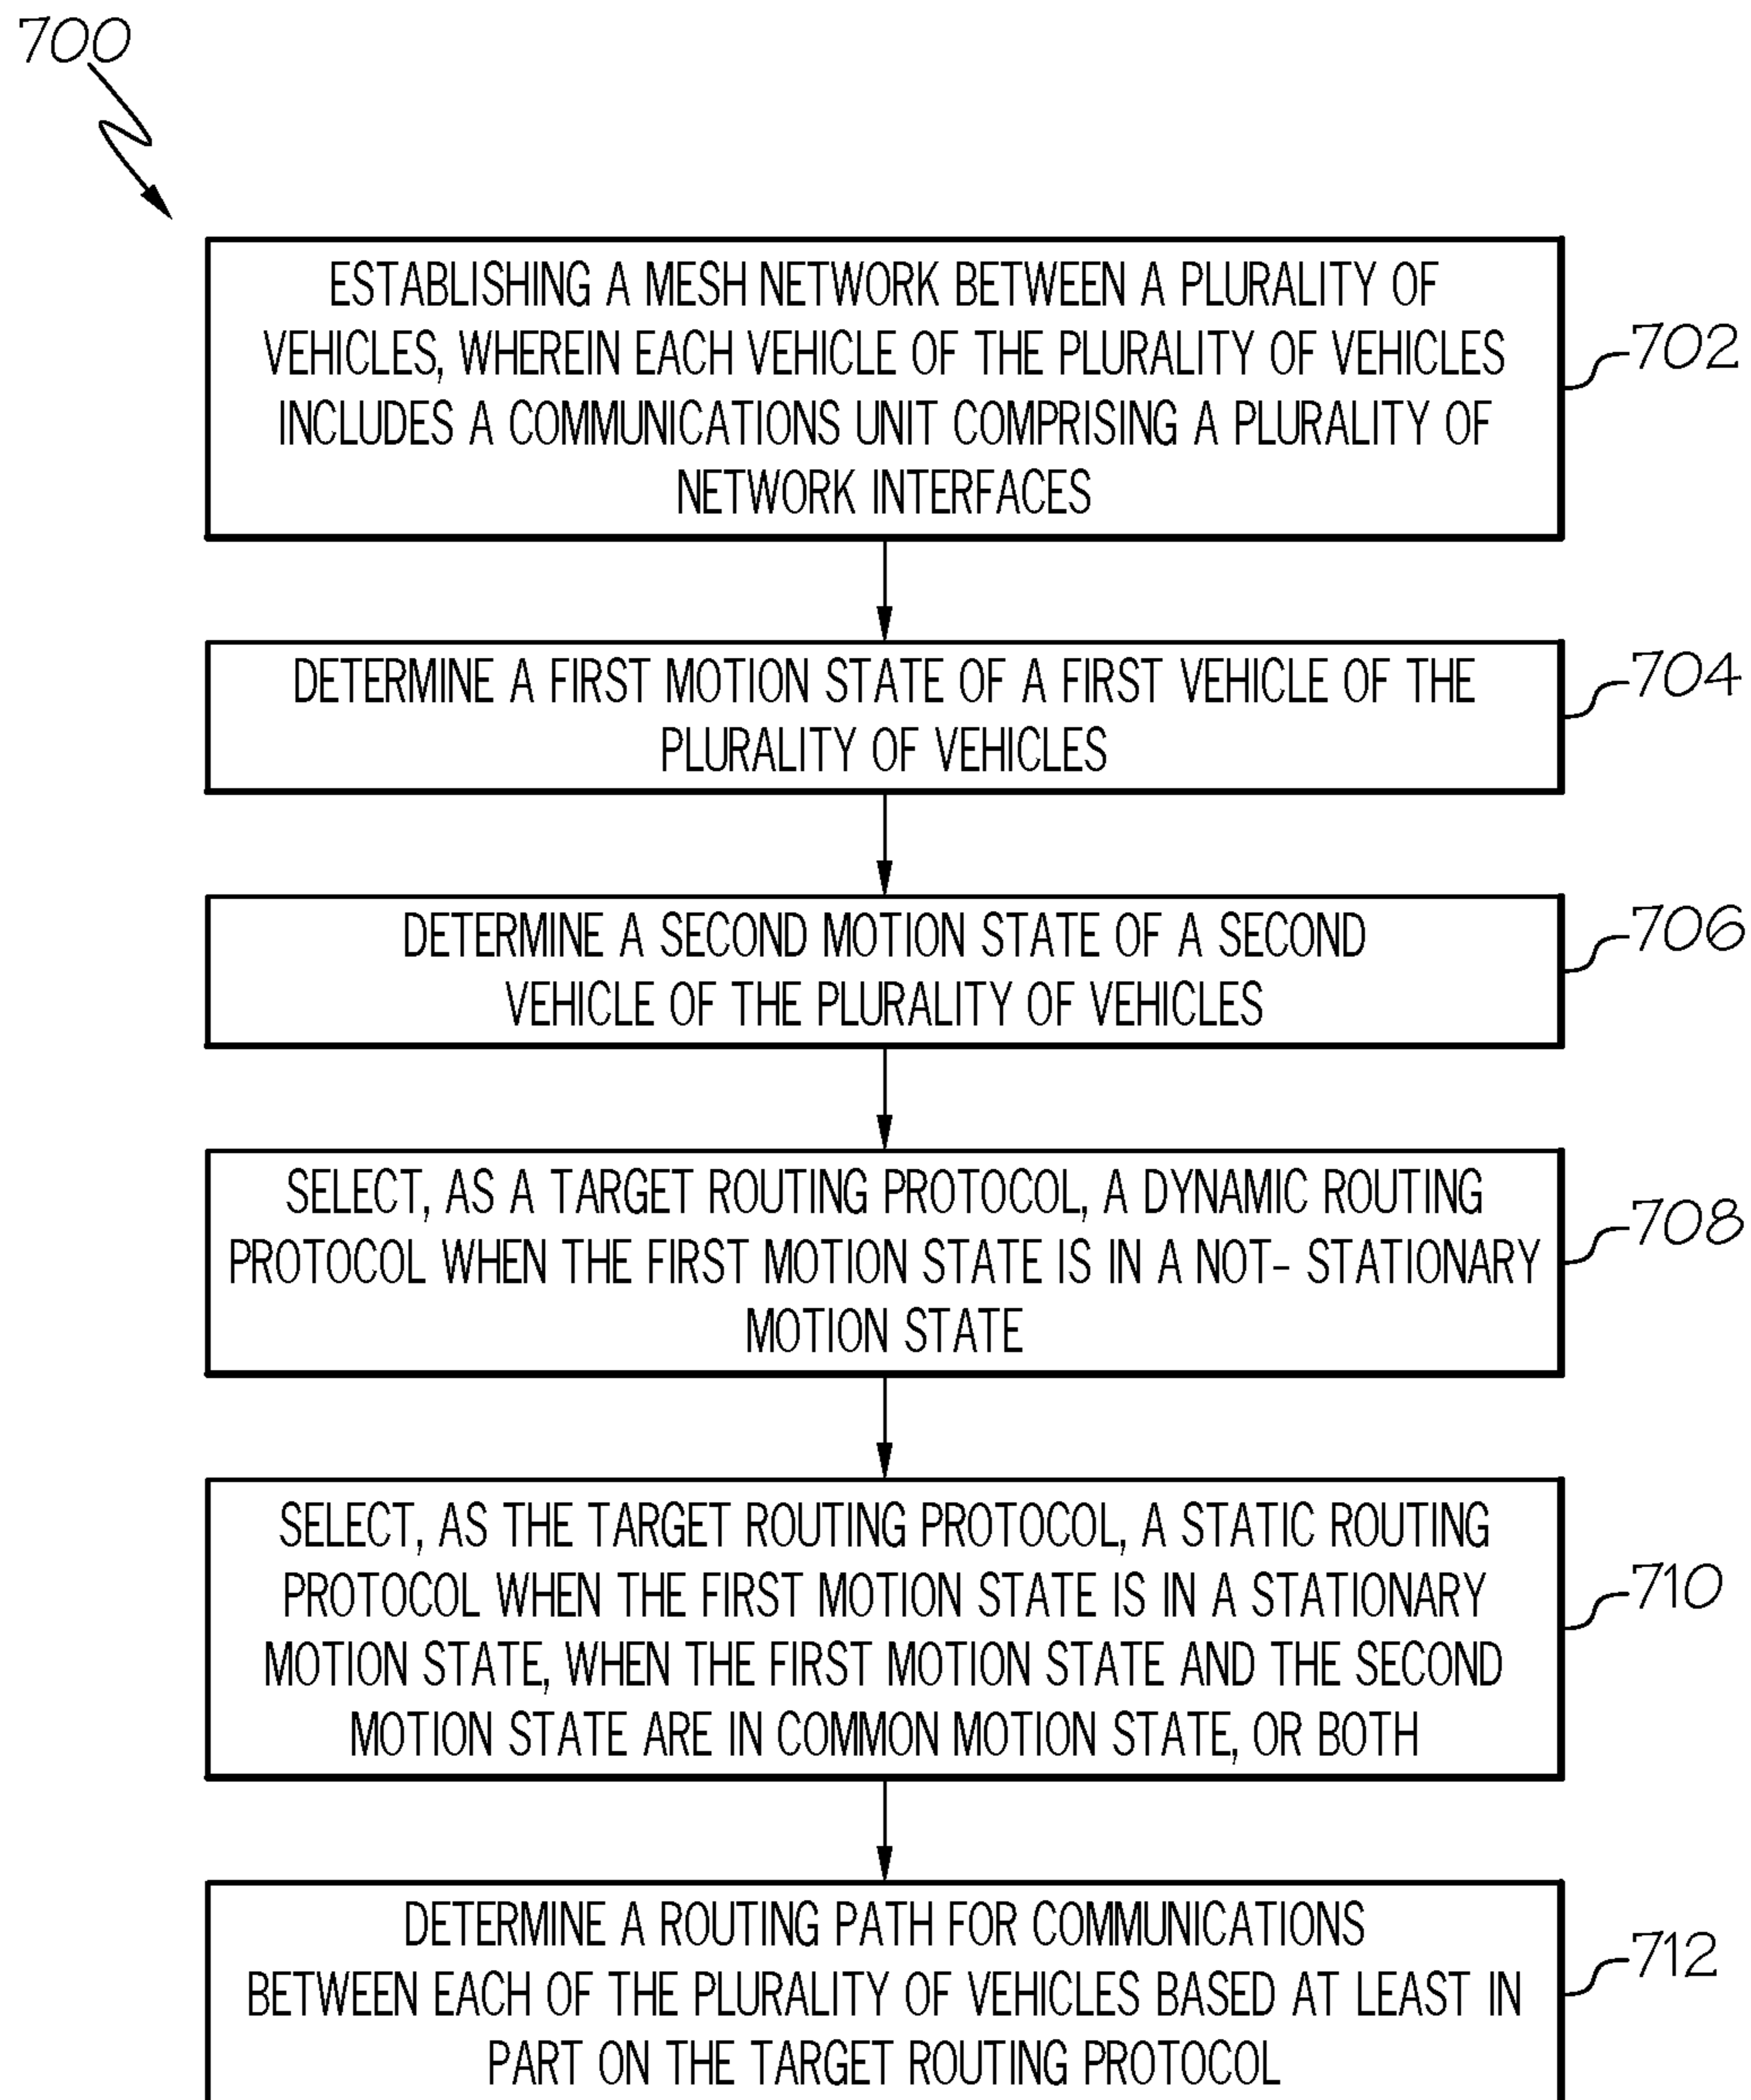 700
ESTABLISHING A MESH NETWORK BETWEEN A PLURALITY OF
VEHICLES, WHEREIN EACH VEHICLE OF THE PLURALITY OF VEHICLES
INCLUDES A COMMUNICATIONS UNIT COMPRISING A PLURALITY OF
NETWORK INTERFACES
702
DETERMINE A FIRST MOTION STATE OF A FIRST VEHICLE OF THE
PLURALITY OF VEHICLES
704
DETERMINE A SECOND MOTION STATE OF A SECOND
VEHICLE OF THE PLURALITY OF VEHICLES
706
SELECT, AS A TARGET ROUTING PROTOCOL, A DYNAMIC ROUTING
PROTOCOL WHEN THE FIRST MOTION STATE IS IN A NOT- STATIONARY
MOTION STATE
708
SELECT, AS THE TARGET ROUTING PROTOCOL, A STATIC ROUTING
PROTOCOL WHEN THE FIRST MOTION STATE IS IN A STATIONARY
MOTION STATE, WHEN THE FIRST MOTION STATE AND THE SECOND
MOTION STATE ARE IN COMMON MOTION STATE, OR BOTH
710
DETERMINE A ROUTING PATH FOR COMMUNICATIONS
BETWEEN EACH OF THE PLURALITY OF VEHICLES BASED AT LEAST IN
PART ON THE TARGET ROUTING PROTOCOL
712